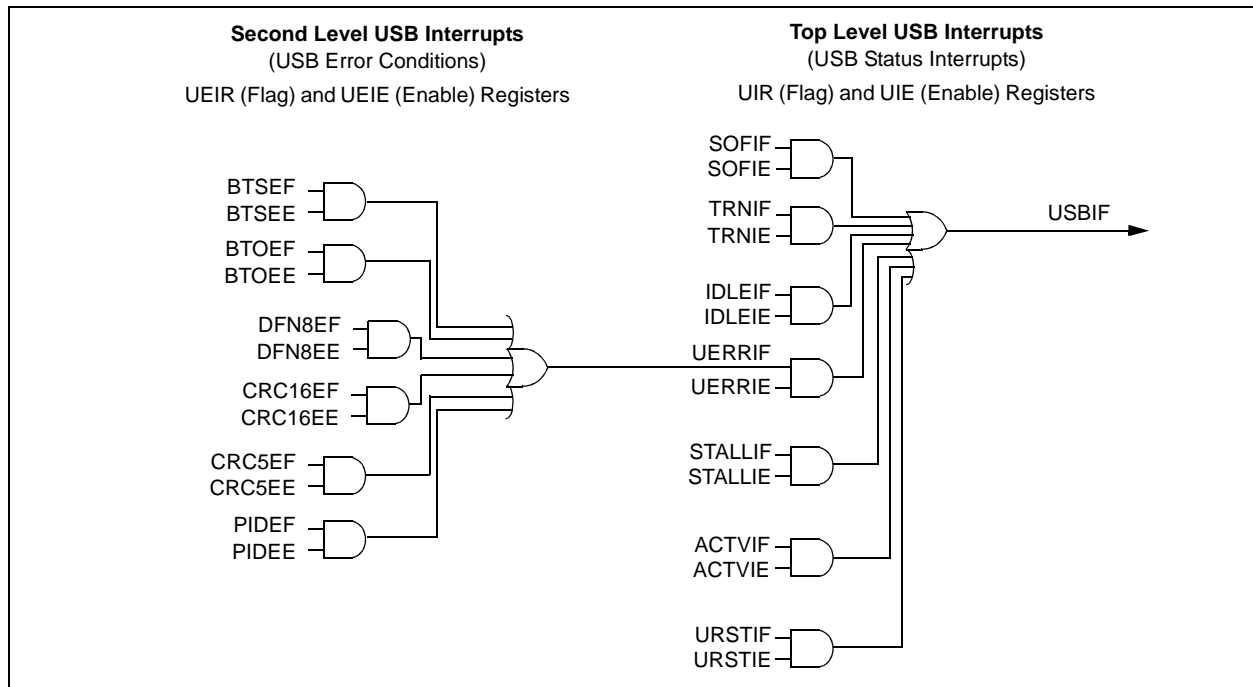 Second Level USB Interrupts
(USB Error Conditions)
UEIR (Flag) and UEIE (Enable) Registers
BTSEF
BTSEE
BTOEF
BTOEE
DFN8EF
DFN8EE
CRC16EF
CRC16EE
CRC5EF
CRC5EE
PIDEF
PIDEE
Top Level USB Interrupts
(USB Status Interrupts)
UIR (Flag) and UIE (Enable) Registers
SOFIF
SOFIE
TRNIF
TRNIE
IDLEIF
IDLEIE
UERRIF
UERRIE
STALLIF
STALLIE
ACTVIF
ACTVIE
URSTIF
URSTIE
USBIF